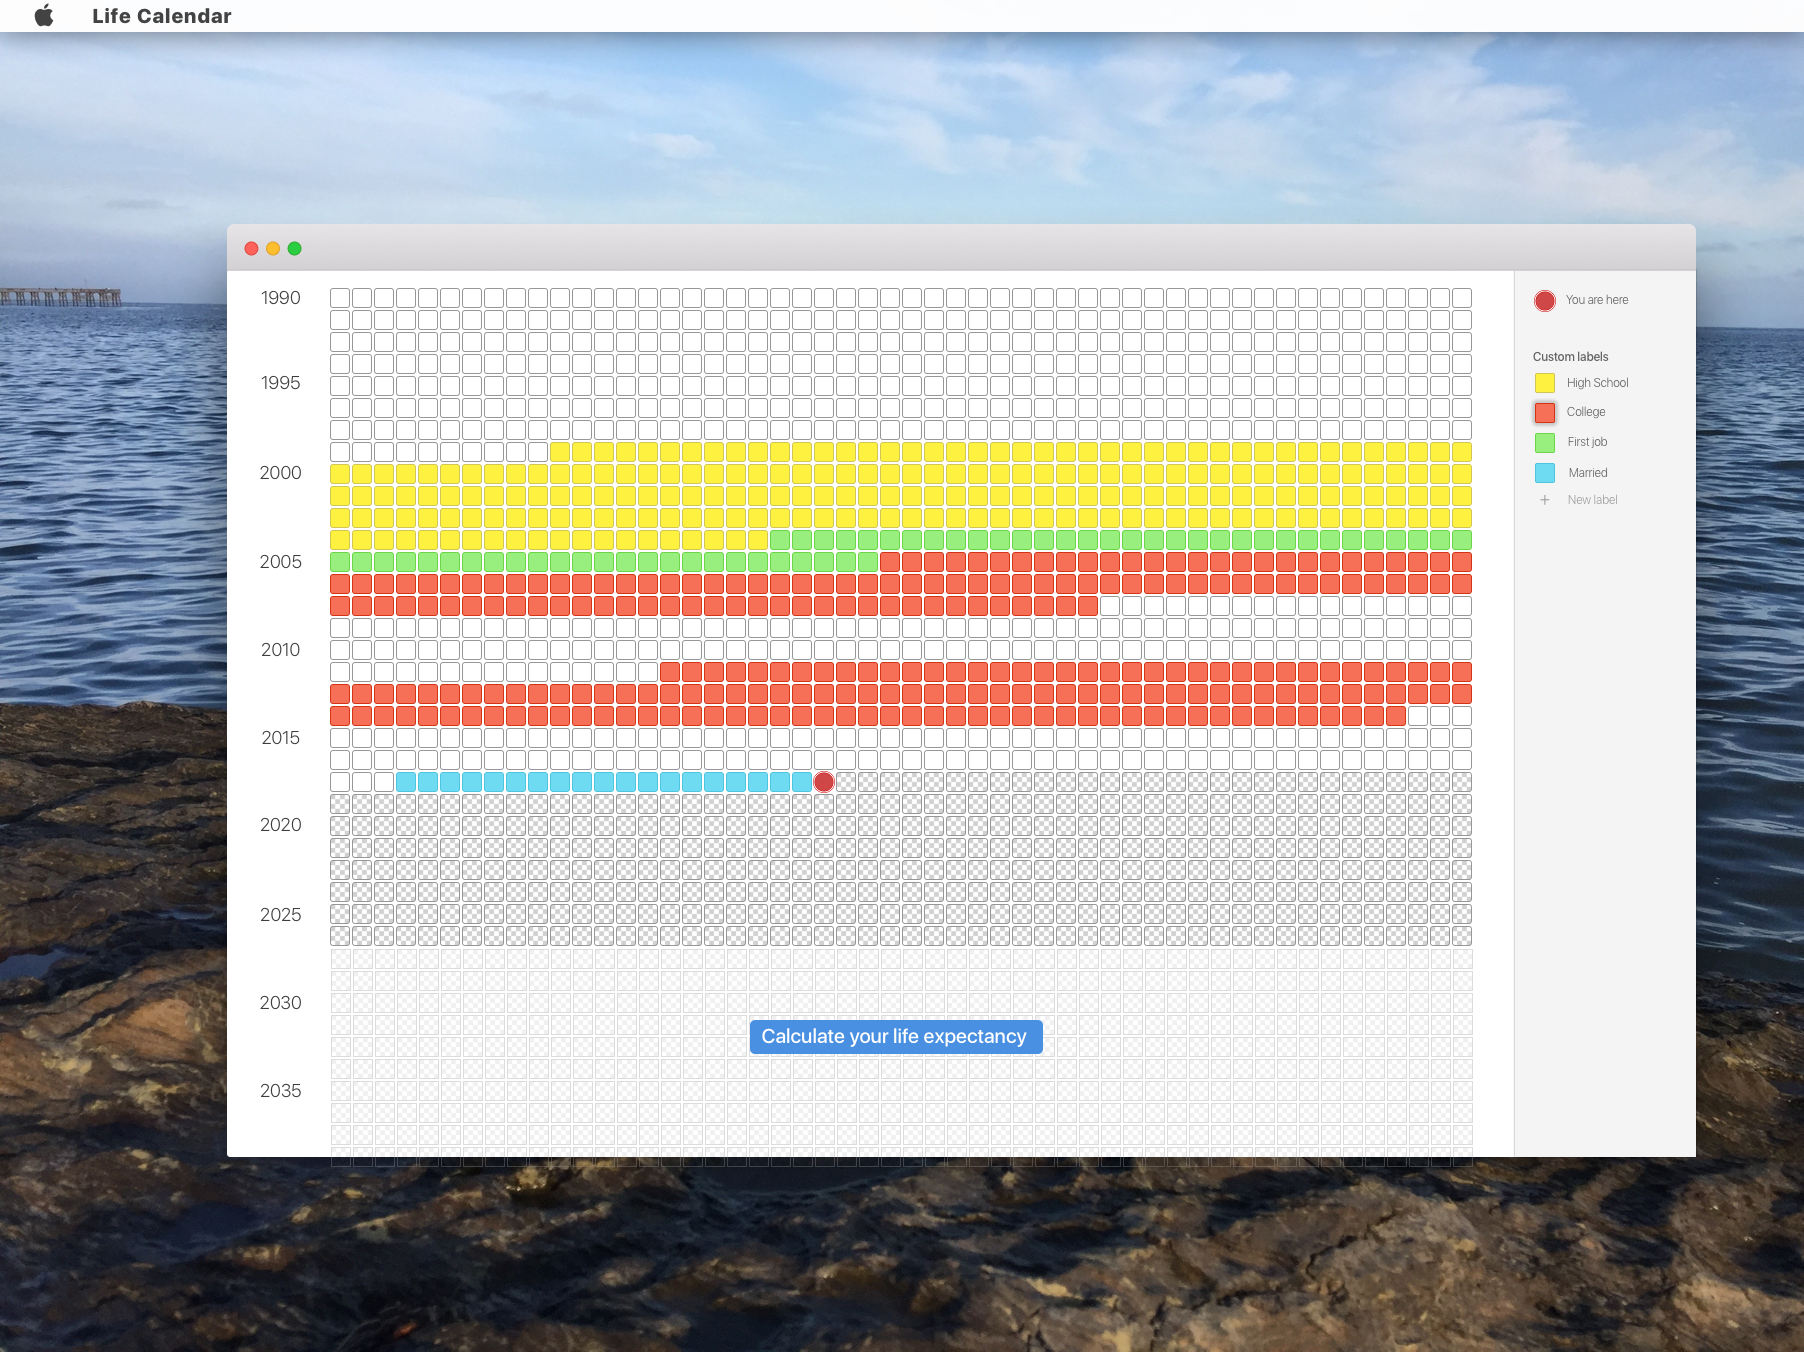 Life Calendar
1990
1995
2000
2005
2010
2015
2020
2025
2030
2035
Calculate your life expectancy
You are here
Custom labels
High School
College
First job
Married
+ New label